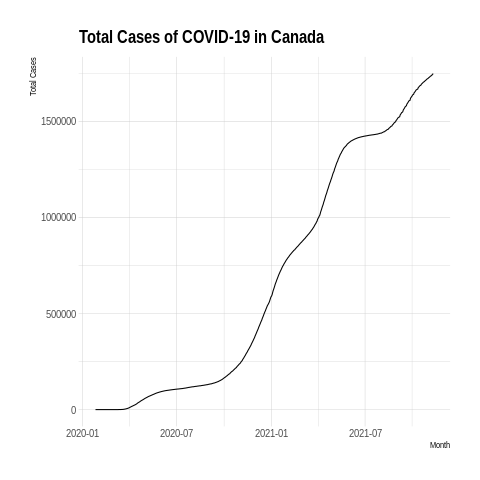 Total Cases of COVID-19 in Canada
Total Cases
1500000
1000000
500000
0
2020-01 2020-07 2021-01 2021-07
Month